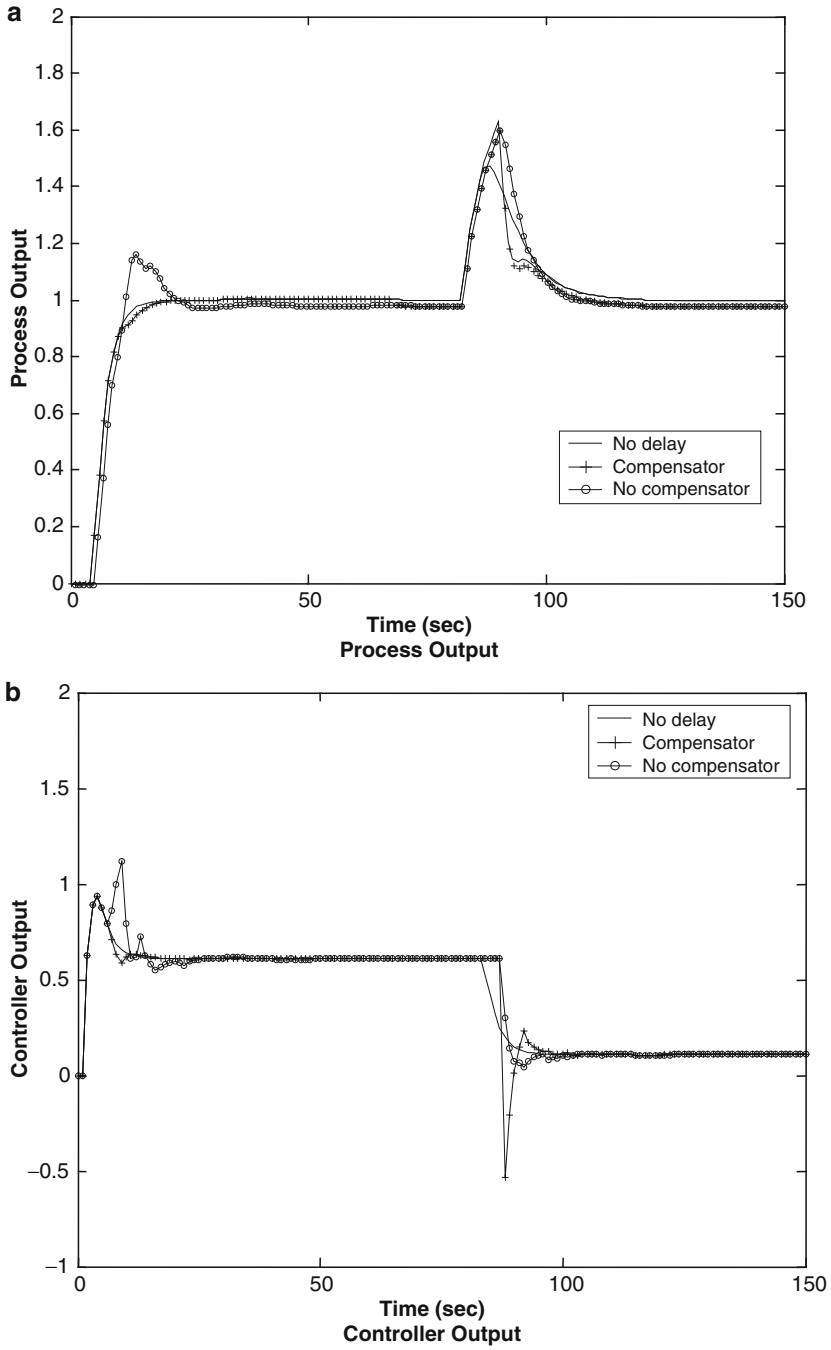 a
2
1.8
1.6
1.4
1.2
1
0.8
0.6
0.4
0.2
0
Process Output
No delay
Compensator
No compensator
0
50
100
150
Time (sec)
Process Output
b
2
1.5
1
0.5
0
−0.5
−1
Controller Output
No delay
Compensator
No compensator
0
50
100
150
Time (sec)
Controller Output